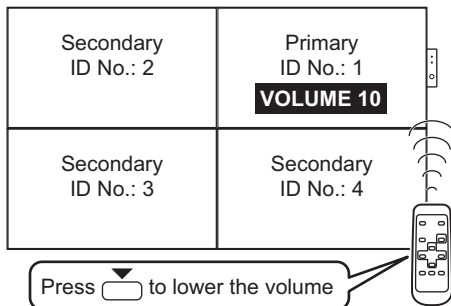 Secondary
ID No.: 2
Primary
ID No.: 1
VOLUME 10
Secondary
ID No.: 3
Secondary
ID No.: 4
Press to lower the volume